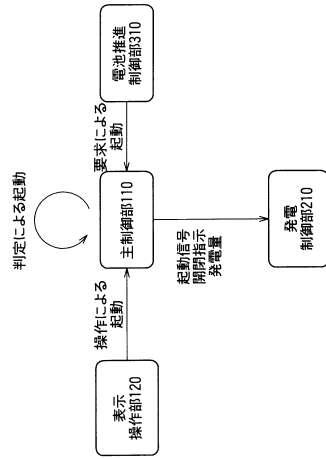 判定による起動
表示
操作部120
操作による
起動
主制御部110
要求による
起動
電池推進
制御部310
起動信号
開閉指示
発電量
発電
制御部210